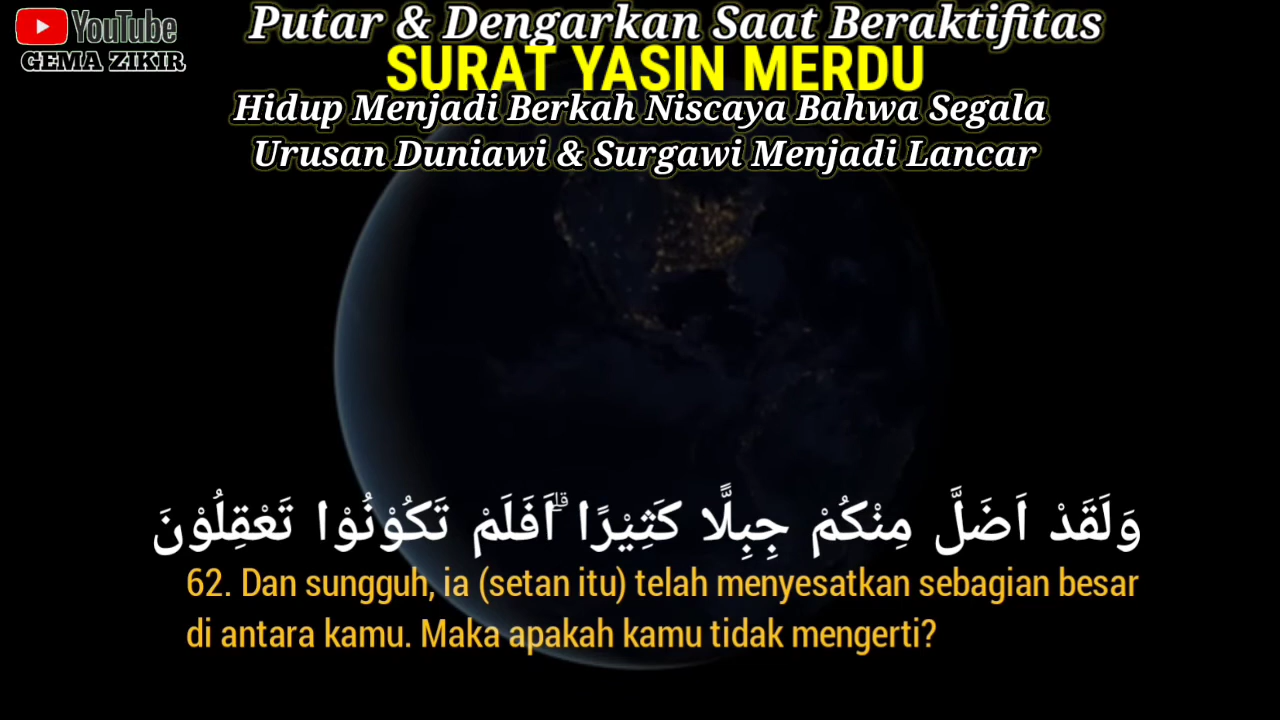 YouTube
GEMA ZIKIR
Putar & Dengarkan Saat Beraktifitas
SURAT YASIN MERDU
Hidup Menjadi Berkah Niscaya Bahwa Segala
Urusan Duniawi & Surgawi Menjadi Lancar
وَلَقَدْ اَضَلَّ مِنْكُمْ جِبِلًّا كَثِيْرًا ۗاَفَلَمْ تَكُوْنُوْا تَعْقِلُوْنَ
62. Dan sungguh, ia (setan itu) telah menyesatkan sebagian besar
di antara kamu. Maka apakah kamu tidak mengerti?